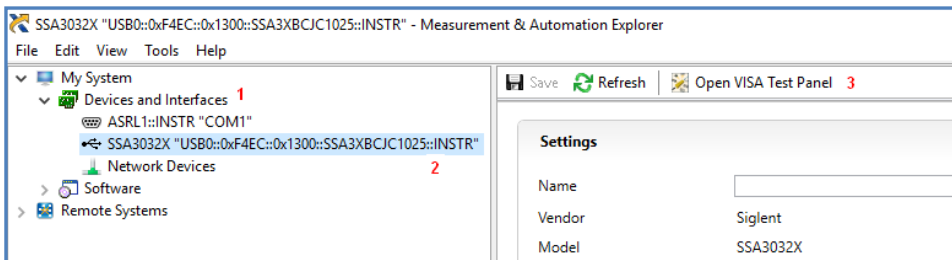 SSA3032X "USB0::0xF4EC::0x1300::SSA3XBCJC1025::INSTR" - Measurement & Automation Explorer
File Edit View Tools Help
My System
Devices and Interfaces 1
ASRL1::INSTR "COM1"
SSA3032X "USB0::0xF4EC::0x1300::SSA3XBCJC1025::INSTR"
Network Devices 2
Software
Remote Systems
Save Refresh Open VISA Test Panel 3
Settings
Name
Vendor Siglent
Model SSA3032X